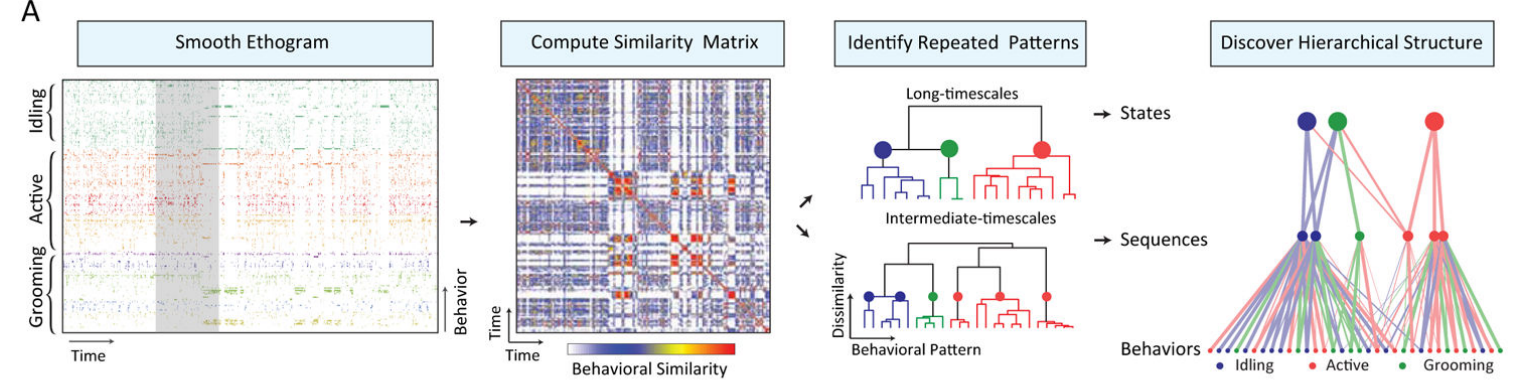 A
Smooth Ethogram
Compute Similarity Matrix
Identify Repeated Patterns
Discover Hierarchical Structure
Idling
Active
Grooming
Behavior
Time
Time
Time
Behavioral Similarity
Long-timescales
Intermediate-timescales
Dissimilarity
Behavioral Pattern
States
Sequences
Behaviors
Idling
Active
Grooming